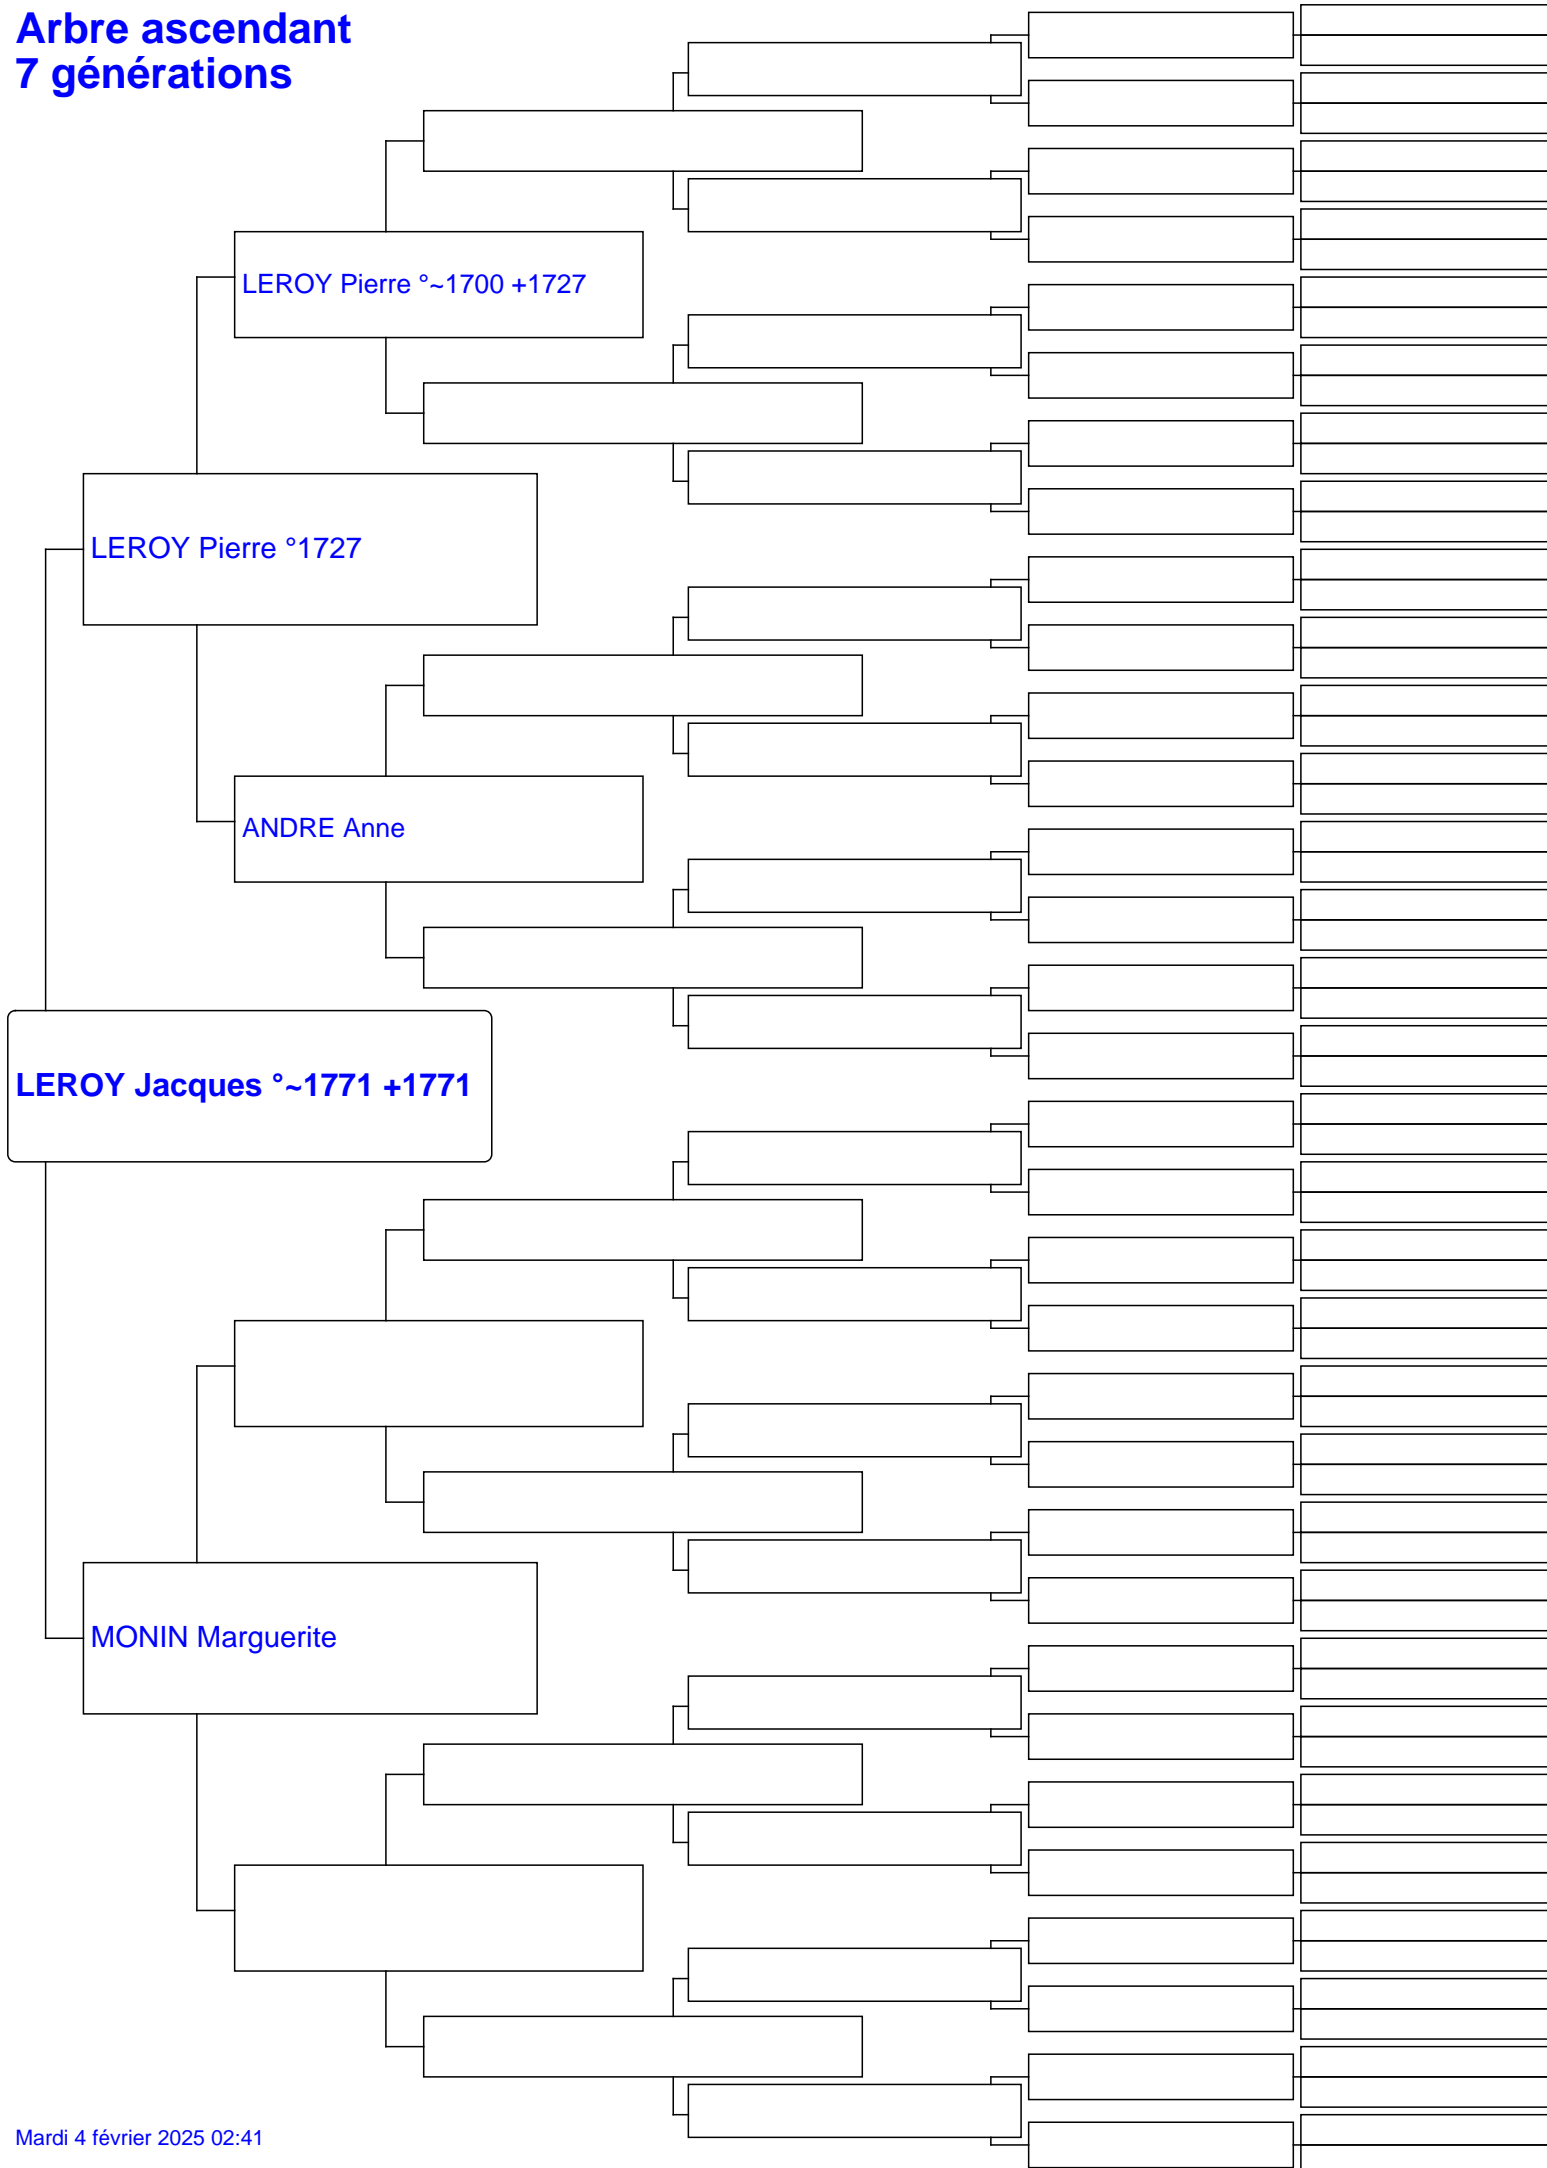 Arbre ascendant
7 générations
LEROY Pierre °~1700 +1727
LEROY Pierre °1727
ANDRE Anne
LEROY Jacques °~1771 +1771
MONIN Marguerite
Mardi 4 février 2025 02:41